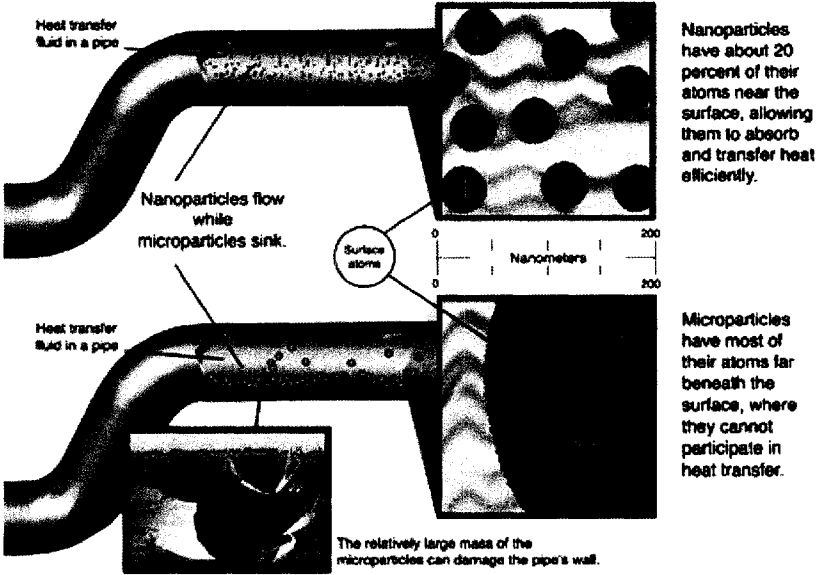 Heat transfer
fluid in a pipe
Nanoparticles
have about 20
percent of their
atoms near the
surface, allowing
them to absorb
and transfer heat
efficiently.
Nanoparticles flow
while
microparticles sink.
Surface
atoms
0 200
Nanometers
0 200
Heat transfer
fluid in a pipe
Microparticles
have most of
their atoms far
beneath the
surface, where
they cannot
participate in
heat transfer.
The relatively large mass of the
microparticles can damage the pipe's wall.